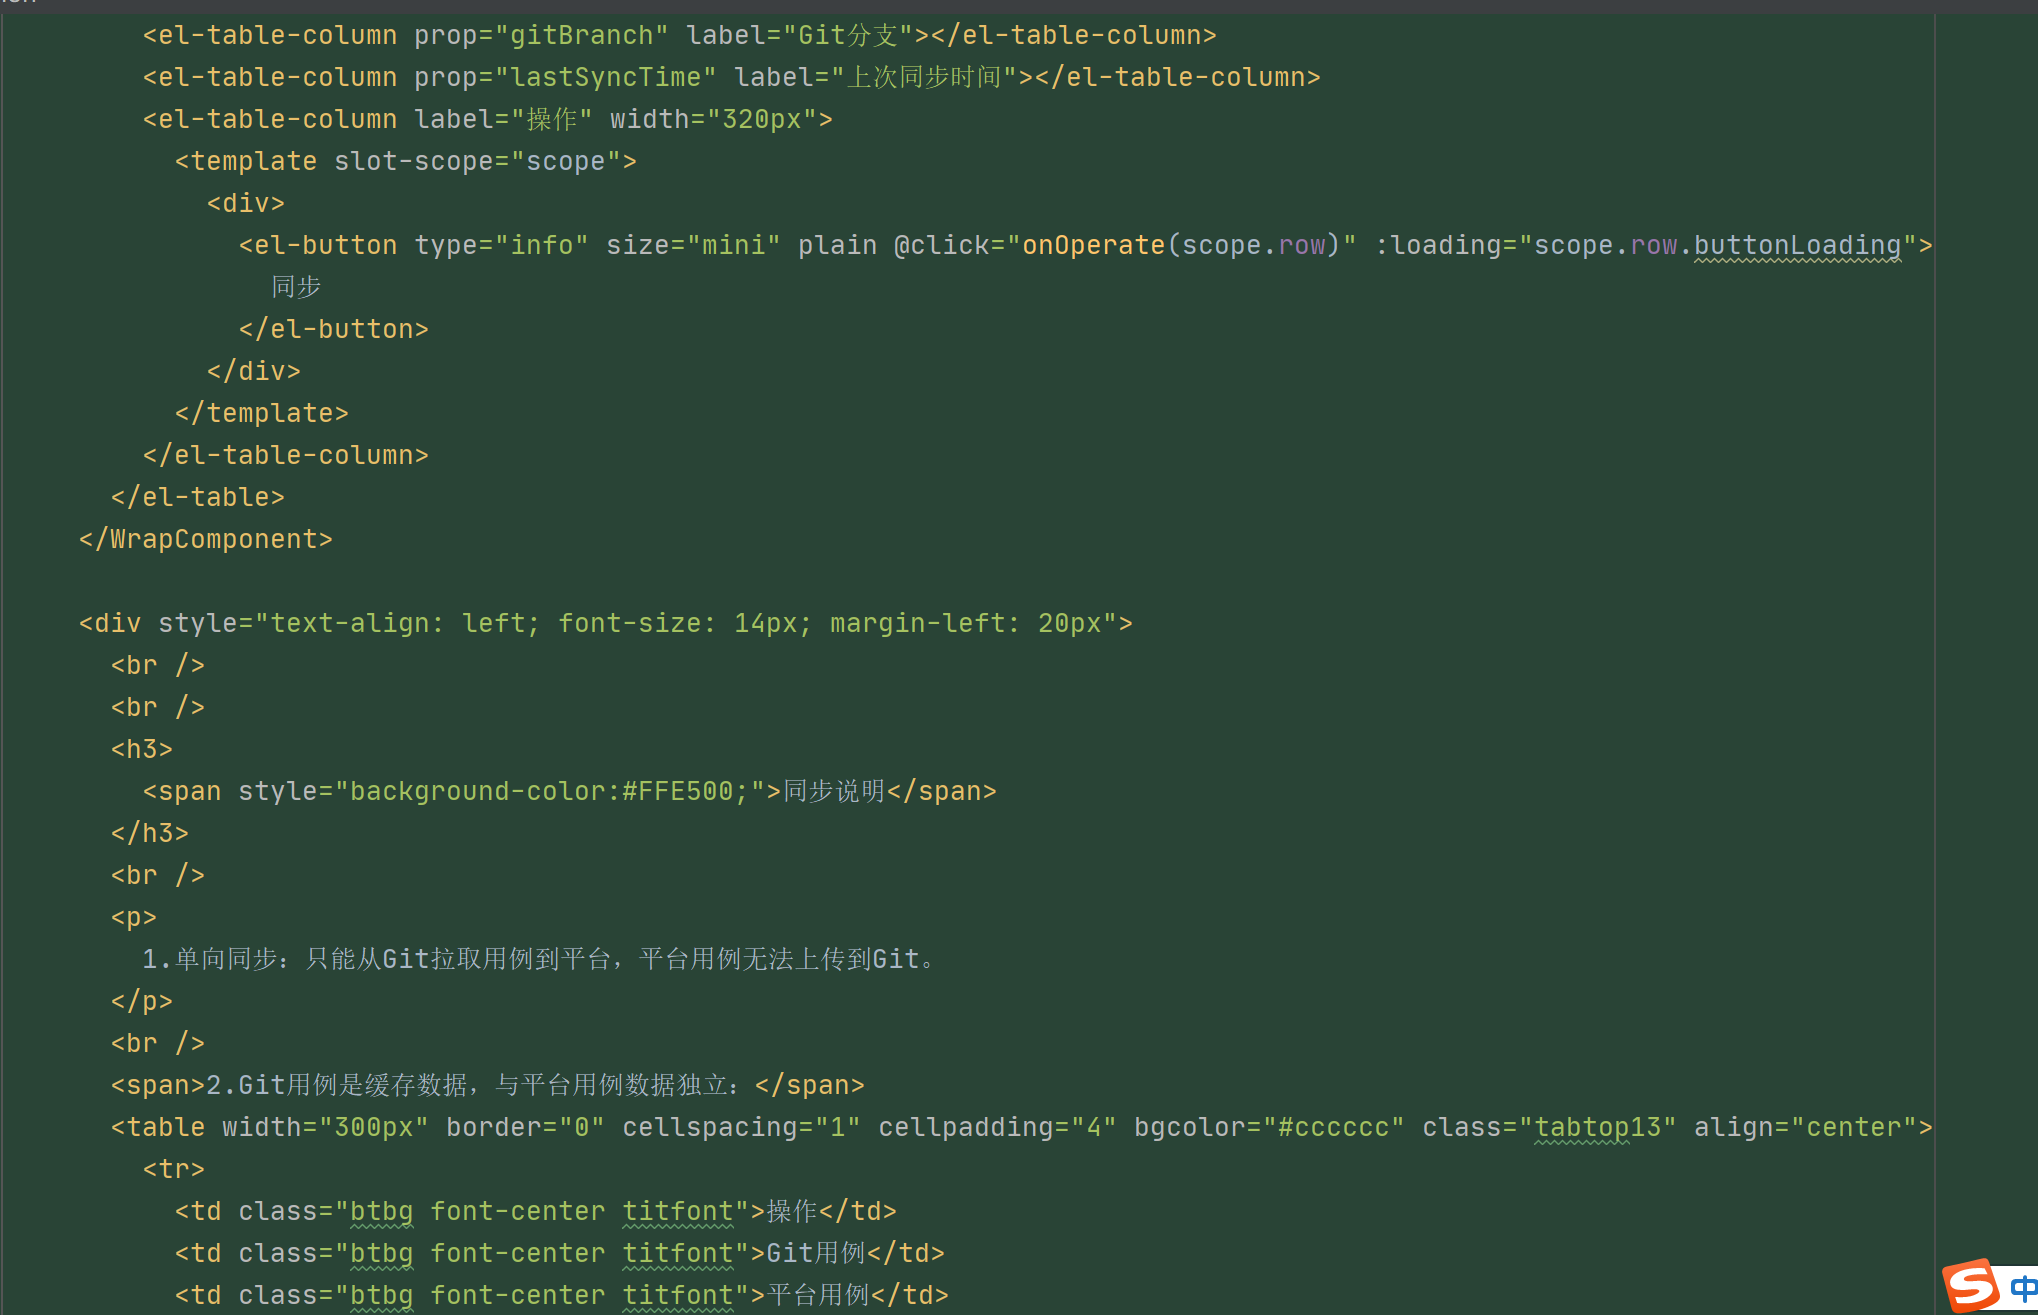 <el-table-column prop="gitBranch" label="Git分支"></el-table-column>
<el-table-column prop="lastSyncTime" label="上次同步时间"></el-table-column>
<el-table-column label="操作" width="320px">
<template slot-scope="scope">
<div>
<el-button type="info" size="mini" plain @click="onOperate(scope.row)" :loading="scope.row.buttonLoading">
同步
</el-button>
</div>
</template>
</el-table-column>
</el-table>
</WrapComponent>
<div style="text-align: left; font-size: 14px; margin-left: 20px">
<br />
<br />
<h3>
<span style="background-color:#FFE500;">同步说明</span>
</h3>
<br />
<p>
1.单向同步：只能从Git拉取用例到平台，平台用例无法上传到Git。
</p>
<br />
<span>2.Git用例是缓存数据，与平台用例数据独立：</span>
<table width="300px" border="0" cellspacing="1" cellpadding="4" bgcolor="#cccccc" class="tabtop13" align="center">
<tr>
<td class="btbg font-center titfont">操作</td>
<td class="btbg font-center titfont">Git用例</td>
<td class="btbg font-center titfont">平台用例</td>
S 中